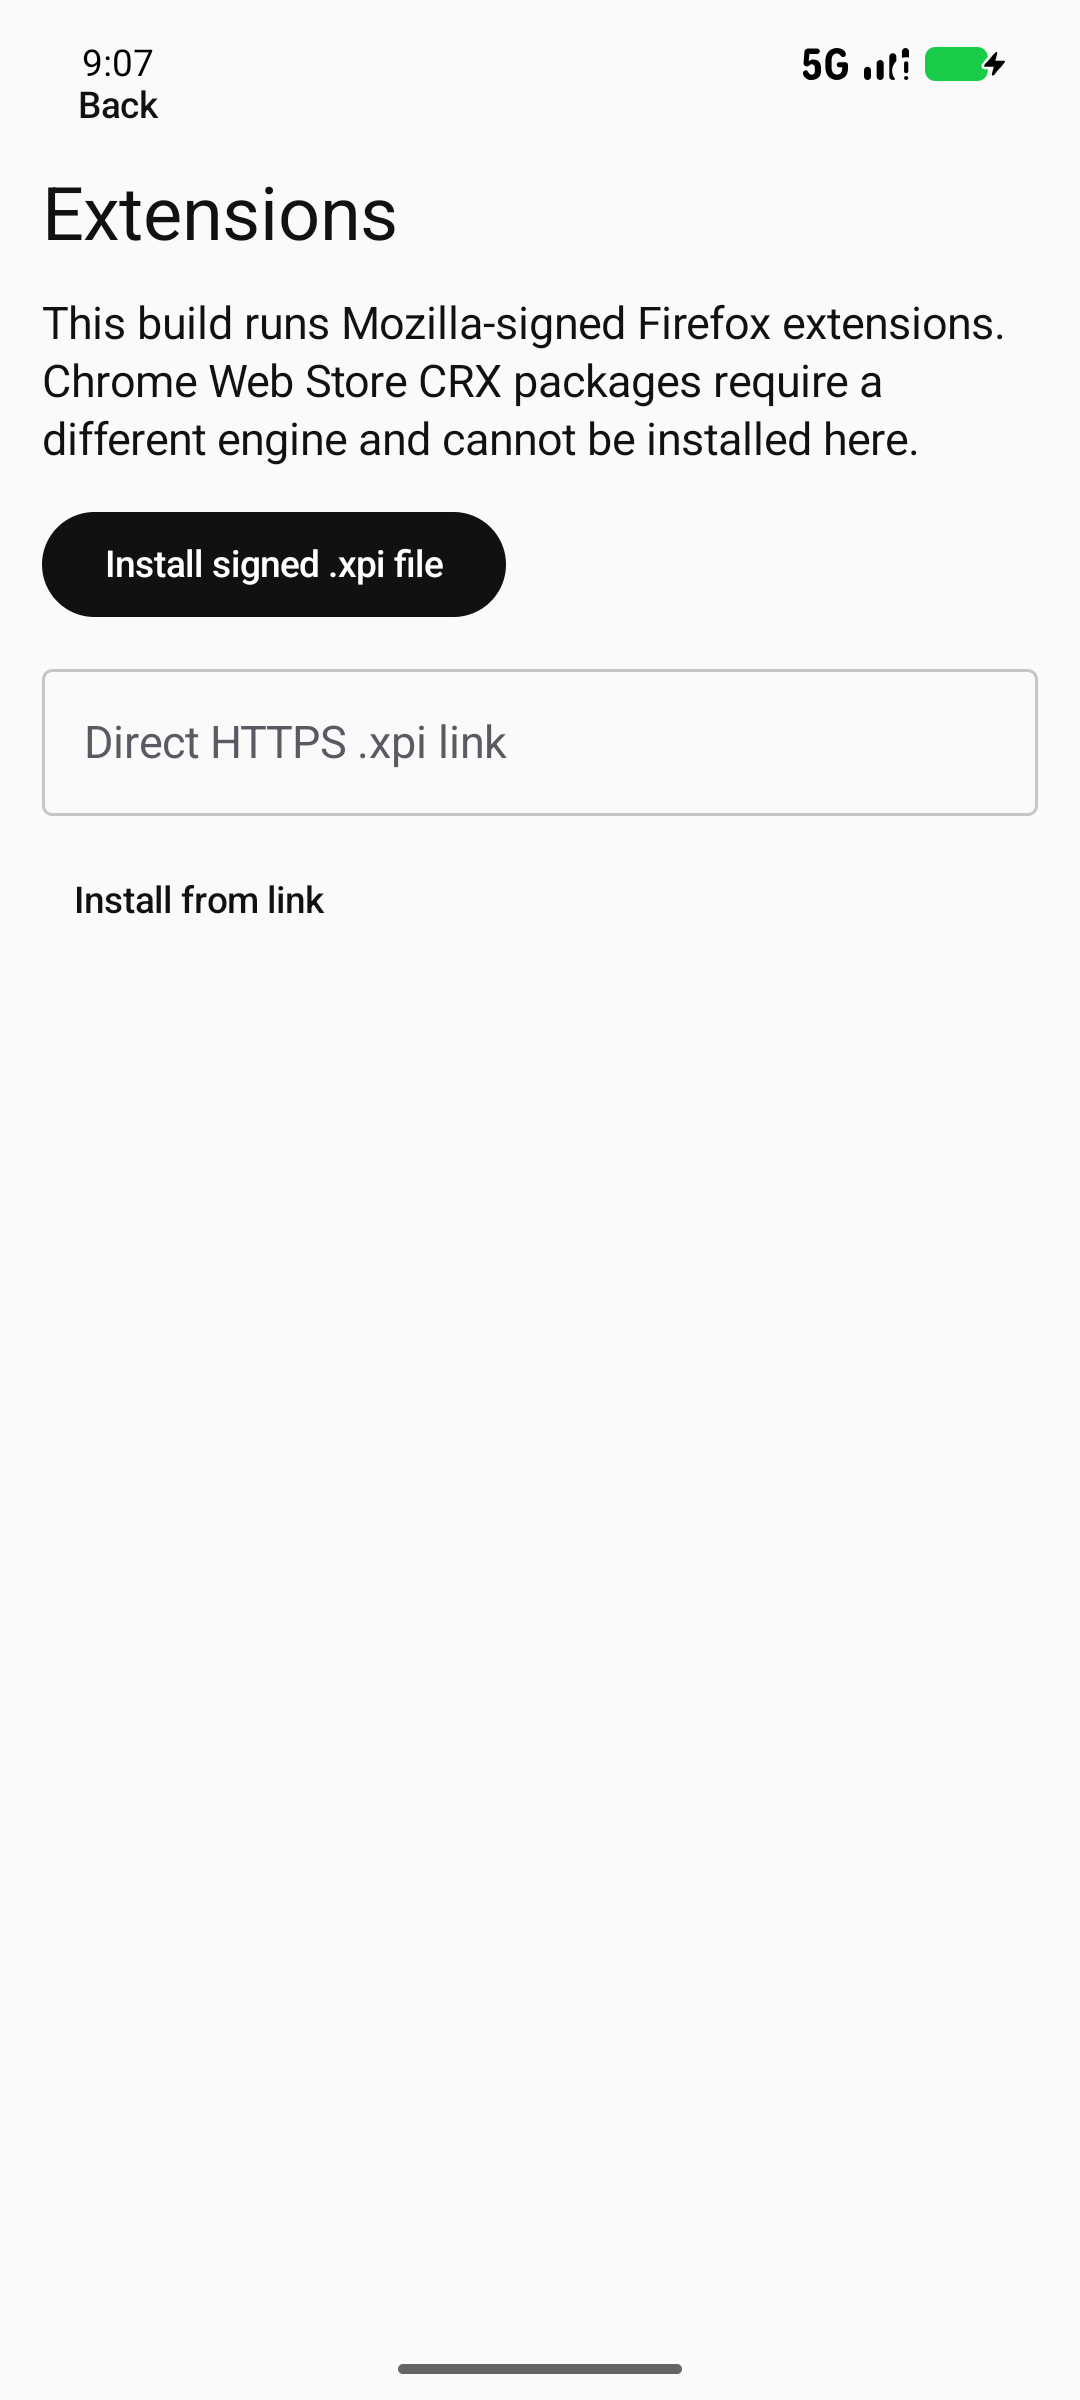 9:07
5G
Back
Extensions
This build runs Mozilla-signed Firefox extensions.
Chrome Web Store CRX packages require a
different engine and cannot be installed here.
Install signed .xpi file
Direct HTTPS .xpi link
Install from link